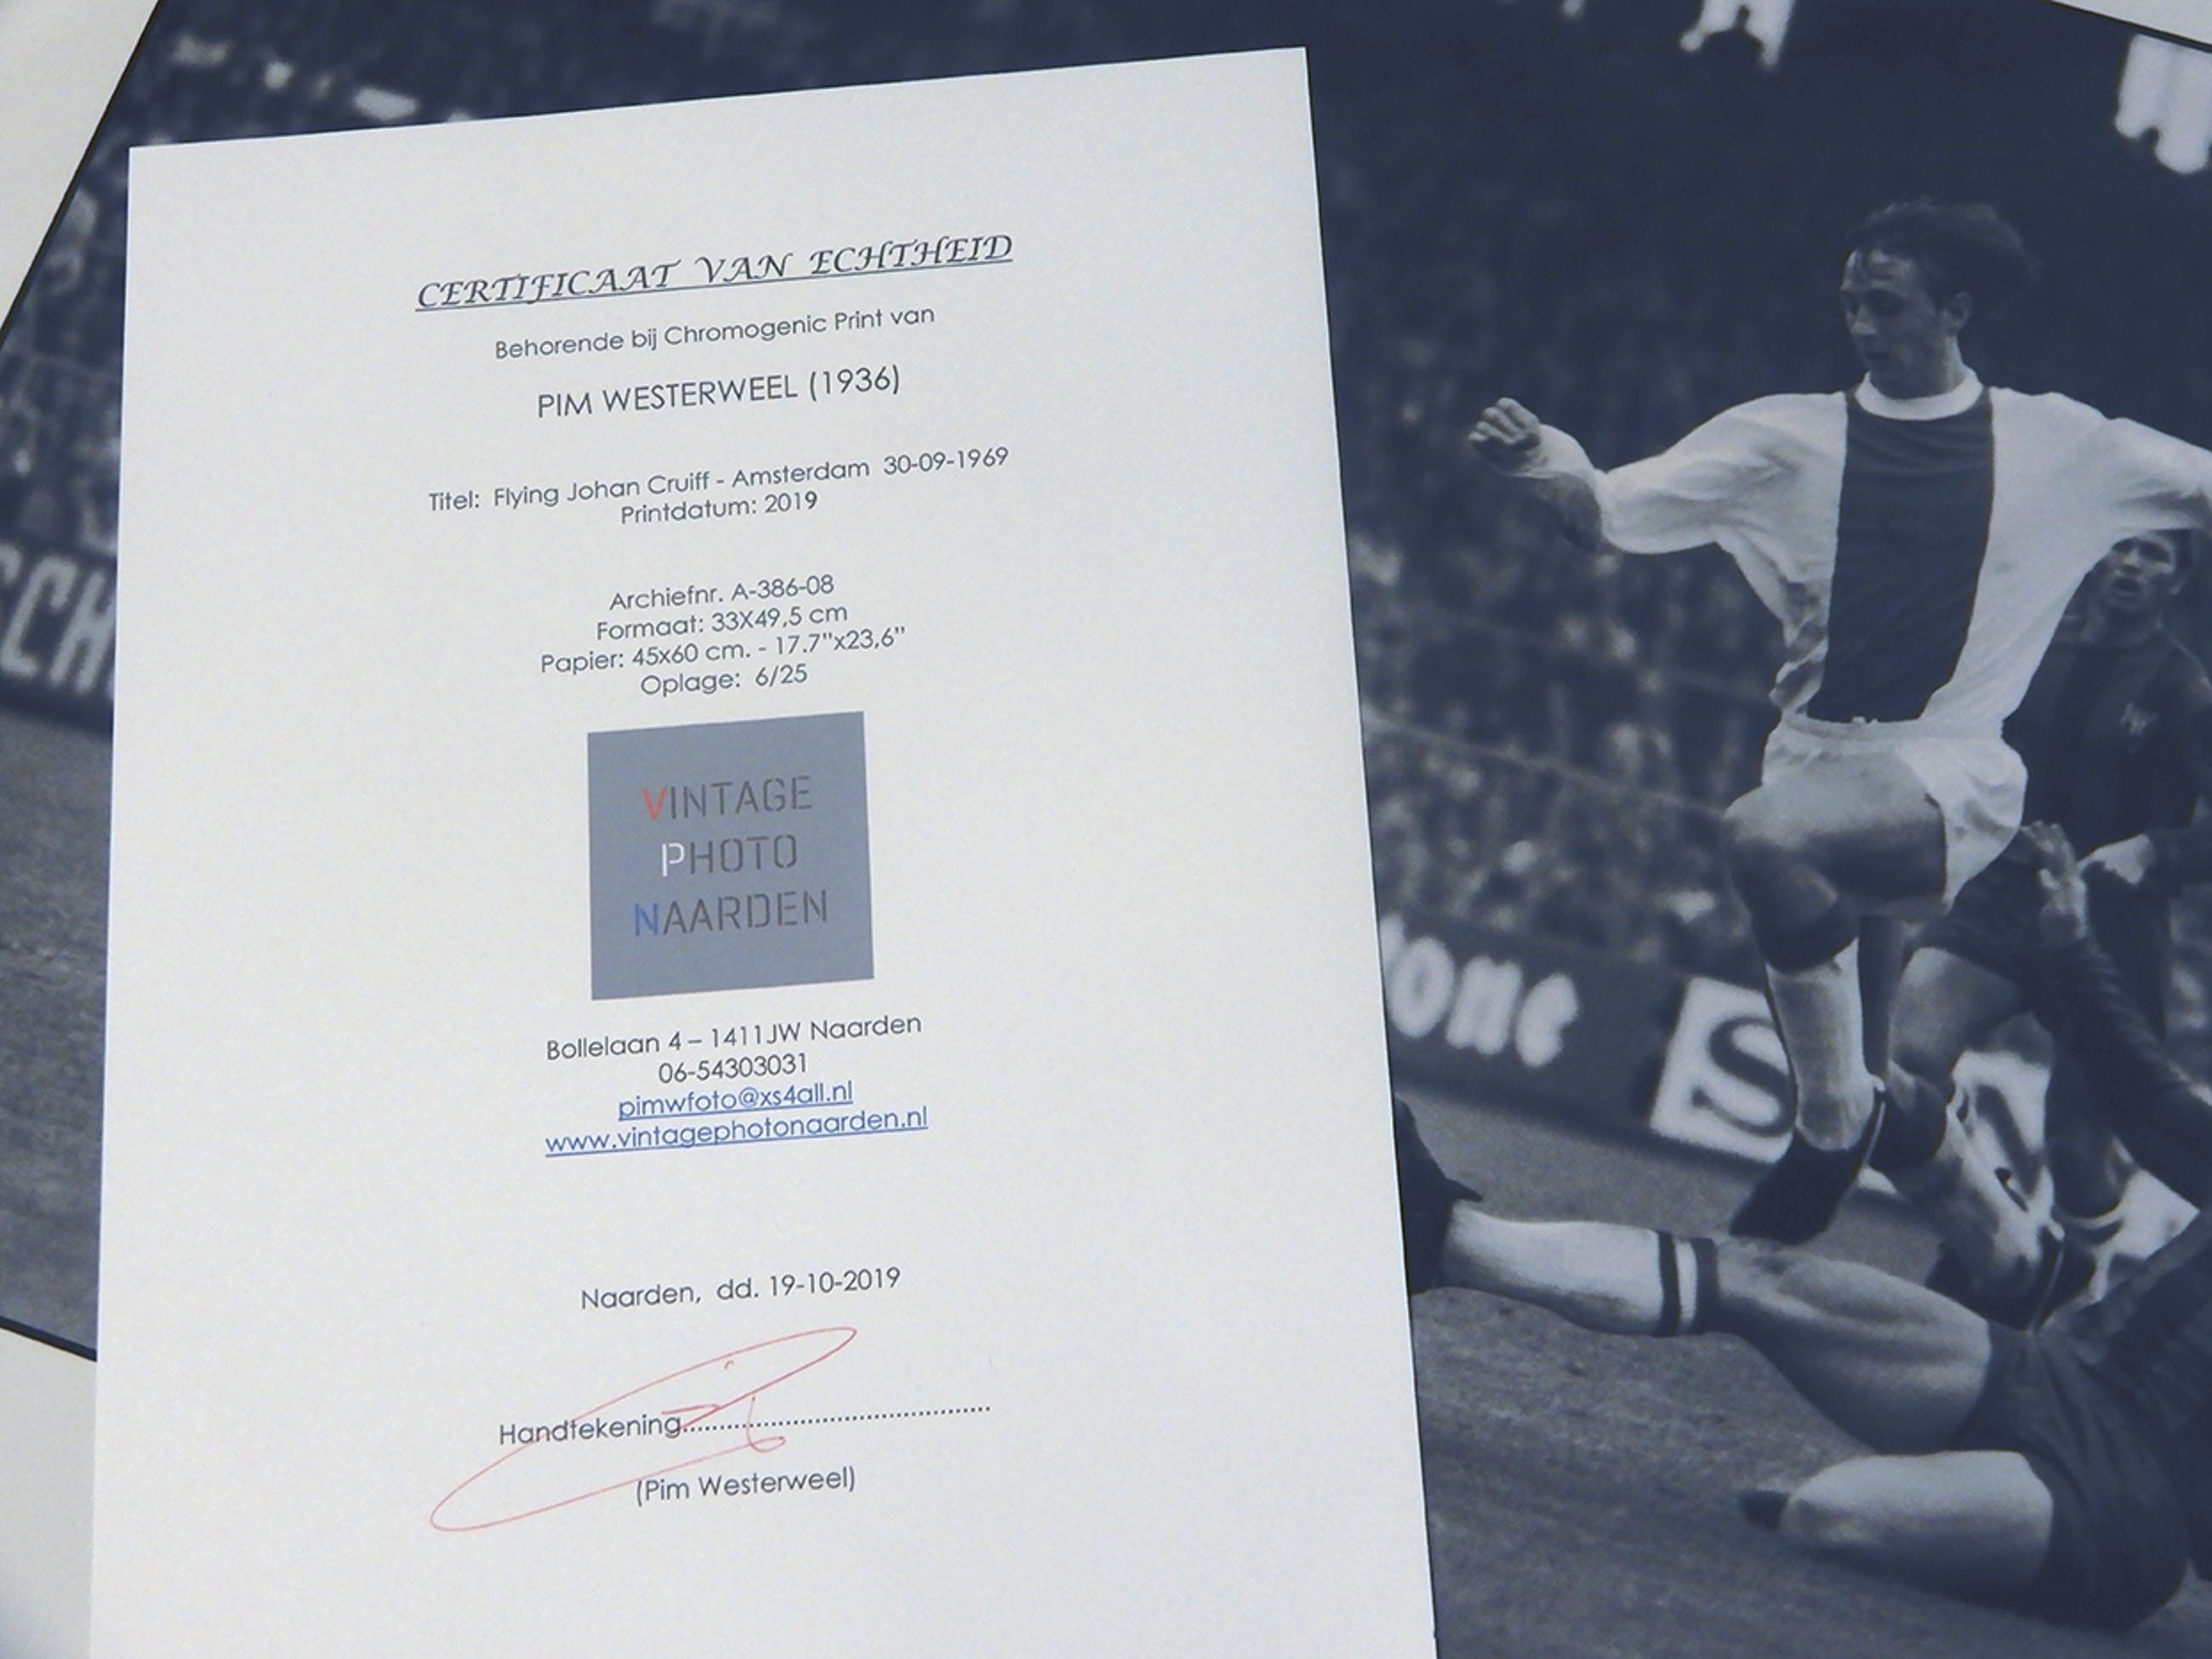 CERTIFICAAT VAN ECHTHEID
Behorende bij Chromogenic Print van
PIM WESTERWEEL (1936)
Titel: Flying Johan Cruiff - Amsterdam 30-09-1969
Printdatum: 2019
Archiefnr. A-386-08
Formaat: 33X49,5 cm
Papier: 45x60 cm. - 17.7"x23,6"
Oplage: 6/25
VINTAGE
PHOTO
NAARDEN
Bollelaan 4 – 1411JW Naarden
06-54303031
pimwfoto@xs4all.nl
www.vintagephotonaarden.nl
Naarden, dd. 19-10-2019
Handtekening..........................................
(Pim Westerweel)